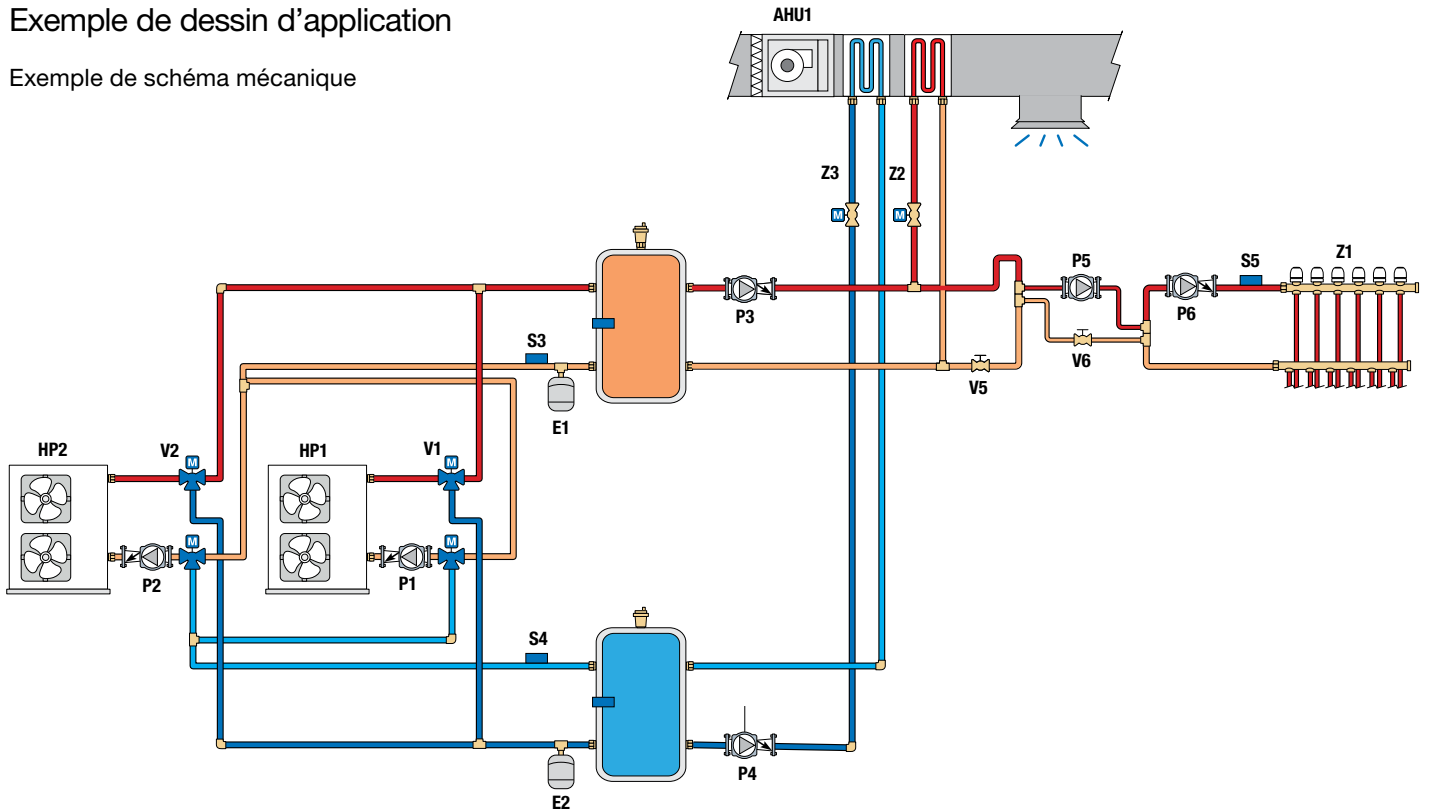 Exemple de dessin d’application
AHU1
Exemple de schéma mécanique
Z3
Z2
M
M
P5
S5
Z1
P3
P6
S3
V6
V5
E1
HP2
V2
M
HP1
V1
M
M
M
P2
P1
S4
P4
E2